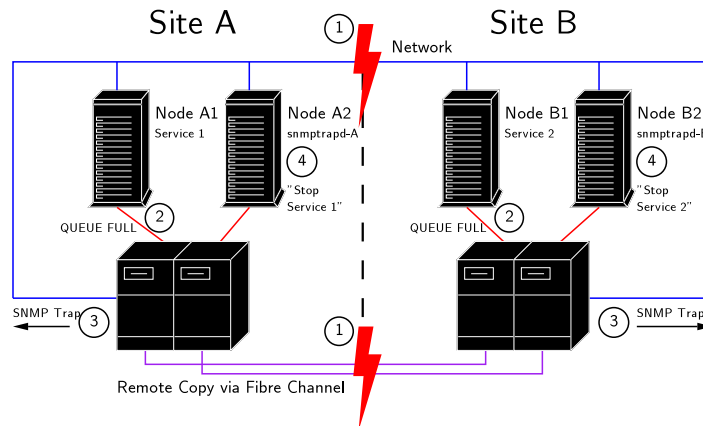 Site A
1
Site B
Network
Node A1
Service 1
Node A2
snmptrapd-A
4
"Stop
Service 1"
Node B1
Service 2
Node B2
4
"Stop
Service 2"
QUEUE FULL
2
QUEUE FULL
2
SNMP Trap
3
1
3
SNMP Trap
Remote Copy via Fibre Channel